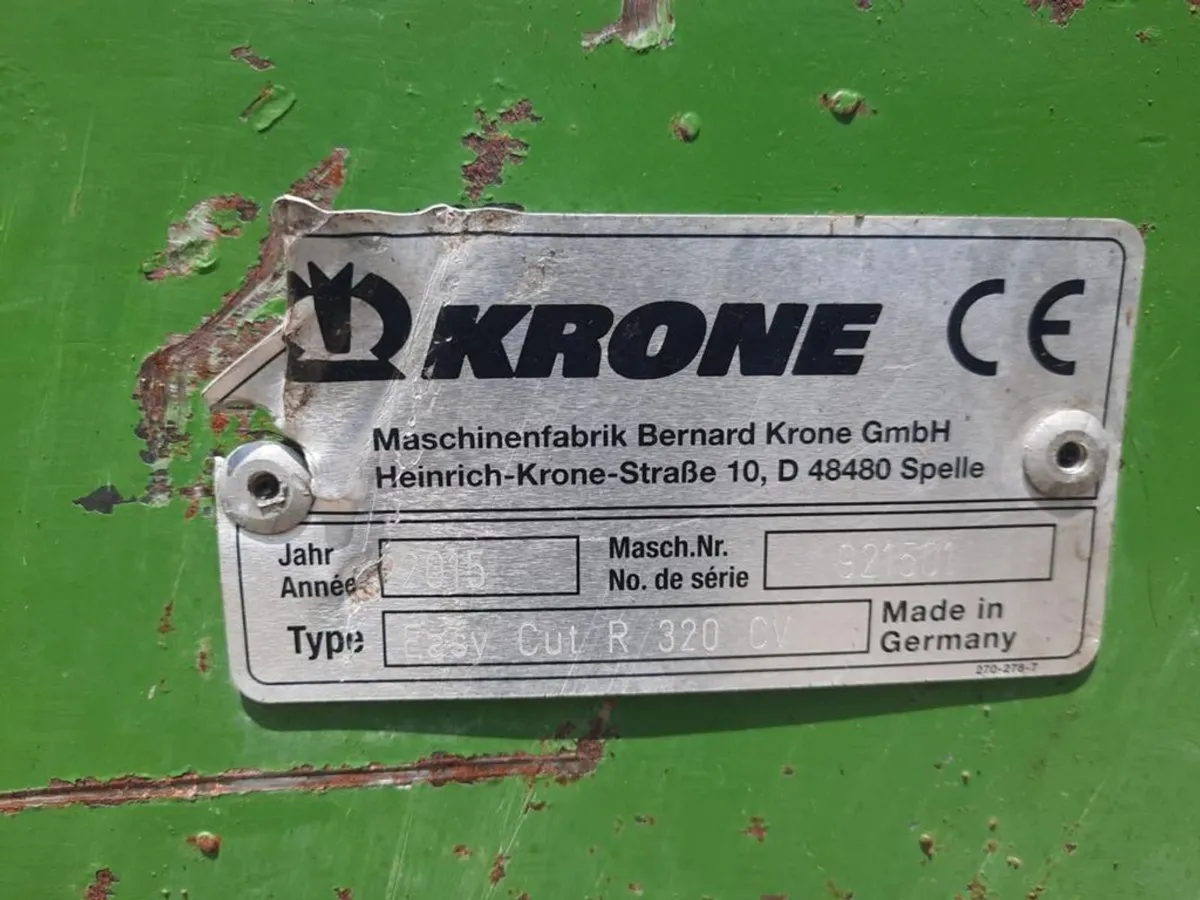 KRONE CE
Maschinenfabrik Bernard Krone GmbH
Heinrich-Krone-Straße 10, D 48480 Spelle
Jahr
Année
2015
Masch.Nr.
No. de série
921581
Type
Easy Cut R 320 CV
Made in
Germany
270-278-7